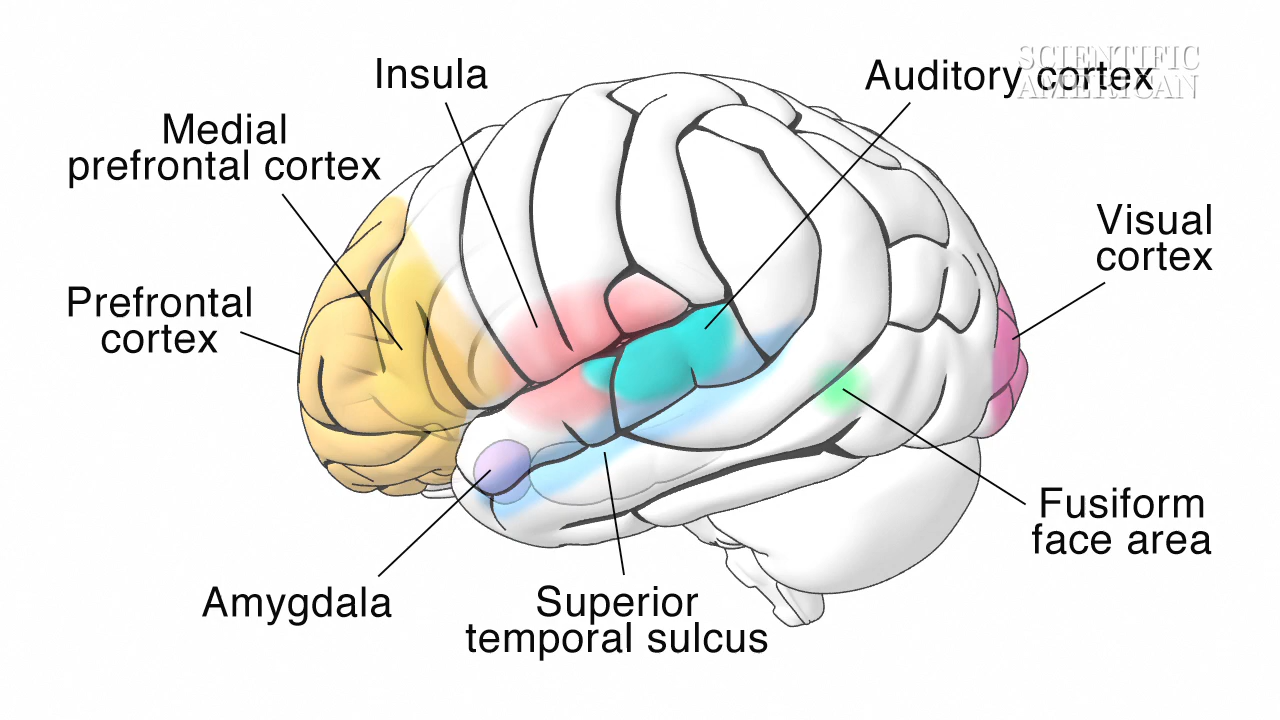 SCIENTIFIC
AMERICAN
Insula
Auditory cortex
Medial
prefrontal cortex
Visual
cortex
Prefrontal
cortex
Fusiform
face area
Amygdala
Superior
temporal sulcus